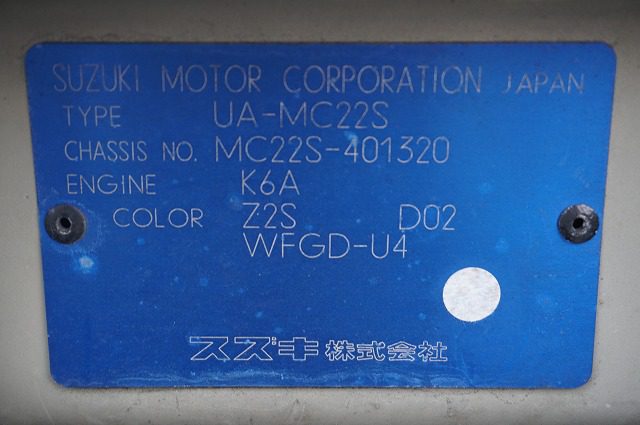 SUZUKI MOTOR CORPORATION JAPAN
TYPE UA-MC22S
CHASSIS NO. MC22S-401320
ENGINE K6A
COLOR Z2S D02
WFGD-U4
スズキ株式会社